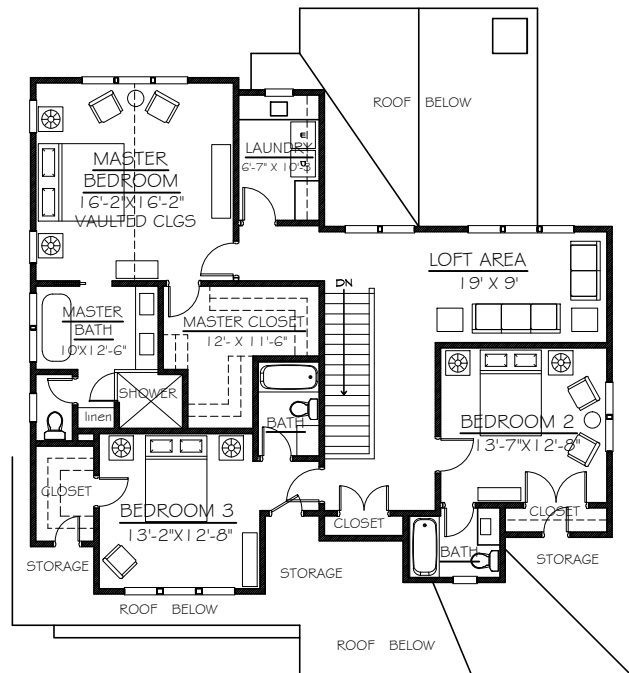 ROOF BELOW
LAUNDRY
6'-7" X 10'-8
MASTER
BEDROOM
16'-2"X16'-2"
VAULTED CLGS
LOFT AREA
19' X 9'
DN
MASTER
BATH
10'X12'-6"
MASTER CLOSET
12'- X 11'-6"
SHOWER
linen
BATH
BEDROOM 2
13'-7"X12'-8"
CLOSET
BEDROOM 3
13'-2"X12'-8"
CLOSET
CLOSET
BATH
STORAGE
STORAGE
STORAGE
ROOF BELOW
ROOF BELOW